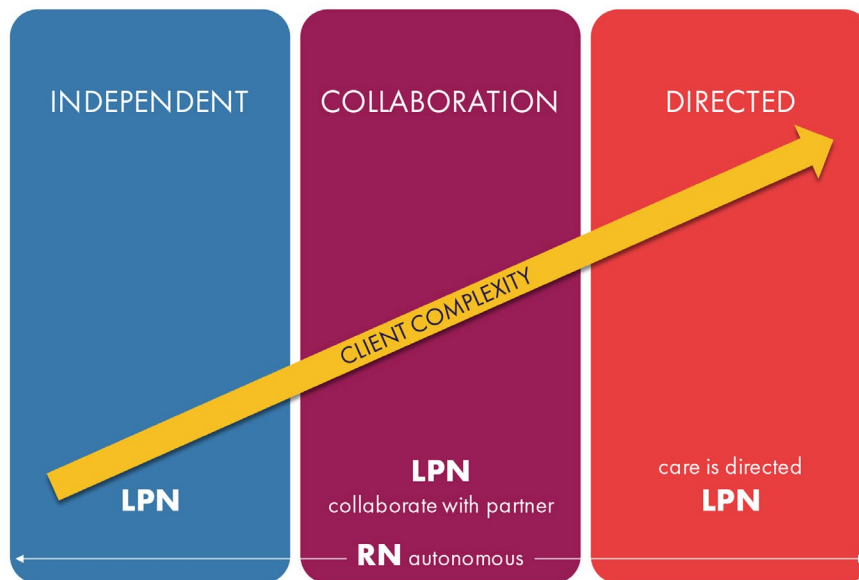 INDEPENDENT
COLLABORATION
DIRECTED
CLIENT COMPLEXITY
LPN
LPN
collaborate with partner
care is directed
LPN
RN autonomous